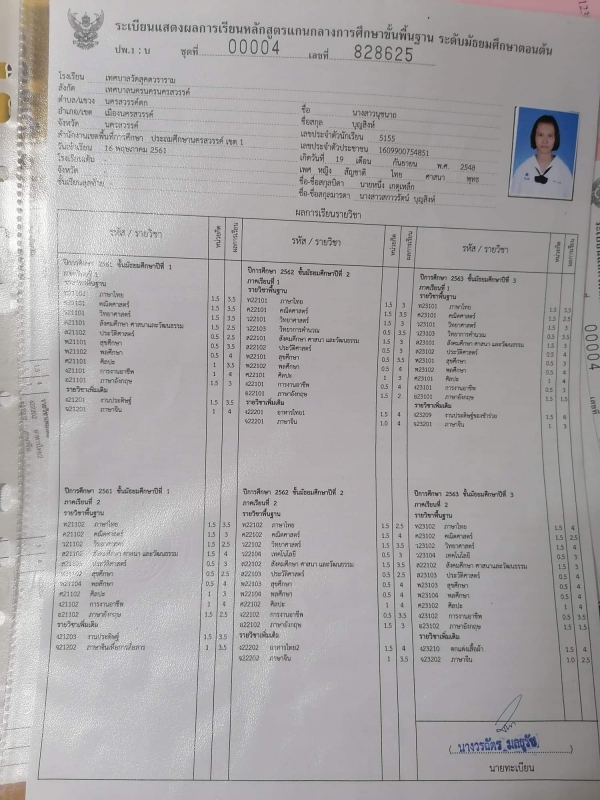 ระเบียนแสดงผลการเรียนหลักสูตรแกนกลางการศึกษาขั้นพื้นฐาน ระดับมัธยมศึกษาตอนต้น
ปพ.1 : บ ชุดที่ 00004 เลขที่ 828625
โรงเรียน เทศบาลวัดสุคตวราราม
สังกัด เทศบาลนครนครสวรรค์
ตำบล/แขวง นครสวรรค์ตก
อำเภอ/เขต เมืองนครสวรรค์
จังหวัด นครสวรรค์
สำนักงานเขตพื้นที่การศึกษา ประถมศึกษานครสวรรค์ เขต 1
วันเข้าเรียน 16 พฤษภาคม 2561
โรงเรียนเดิม
จังหวัด
ชั้นเรียนสุดท้าย
ชื่อ นางสาวนุชนาถ
ชื่อสกุล บุญสิงห์
เลขประจำตัวนักเรียน 5155
เลขประจำตัวประชาชน 1609900754851
เกิดวันที่ 19 เดือน กันยายน พ.ศ. 2548
เพศ หญิง สัญชาติ ไทย ศาสนา พุทธ
ชื่อ-ชื่อสกุลบิดา นายหนึ่ง เกตุเหล็ก
ชื่อ-ชื่อสกุลมารดา นางสาวสภาวรัตน์ บุญสิงห์
ผลการเรียนรายวิชา
รหัส / รายวิชา หน่วยกิต ผลการเรียน รหัส / รายวิชา หน่วยกิต ผลการเรียน รหัส / รายวิชา หน่วยกิต ผลการเรียน
ปีการศึกษา 2561 ชั้นมัธยมศึกษาปีที่ 1
ภาคเรียนที่ 1
รายวิชาพื้นฐาน
ท21101 ภาษาไทย 1.5 3.5
ค21101 คณิตศาสตร์ 1.5 3.5
ว21101 วิทยาศาสตร์ 1.5 3.5
ส21101 สังคมศึกษา ศาสนาและวัฒนธรรม 1.5 2.5
ส21102 ประวัติศาสตร์ 0.5 2.5
พ21101 สุขศึกษา 0.5 3.5
พ21102 พลศึกษา 0.5 4
ศ21101 ศิลปะ 1 3.5
ง21101 การงานอาชีพ 1 4
อ21101 ภาษาอังกฤษ 1.5 3
รายวิชาเพิ่มเติม
ง21201 งานประดิษฐ์ 1.5 3.5
จ21201 ภาษาจีน 1 4
ปีการศึกษา 2562 ชั้นมัธยมศึกษาปีที่ 2
ภาคเรียนที่ 1
รายวิชาพื้นฐาน
ท22101 ภาษาไทย 1.5 3
ค22101 คณิตศาสตร์ 1.5 3.5
ว22101 วิทยาศาสตร์ 1.5 3
ว22103 วิทยาการคำนวณ 0.5 3.5
ส22101 สังคมศึกษา ศาสนา และวัฒนธรรม 1.5 3
ส22102 ประวัติศาสตร์ 0.5 3
พ22101 สุขศึกษา 0.5 3.5
พ22102 พลศึกษา 0.5 4
ศ22101 ศิลปะ 1 3
ง22101 การงานอาชีพ 0.5 4
อ22101 ภาษาอังกฤษ 1.5 2
รายวิชาเพิ่มเติม
ง22201 อาหารไทย1 1.5 4
จ22201 ภาษาจีน 1.0 4
ปีการศึกษา 2563 ชั้นมัธยมศึกษาปีที่ 3
ภาคเรียนที่ 1
รายวิชาพื้นฐาน
ท23101 ภาษาไทย 1.5 3.5
ค23101 คณิตศาสตร์ 1.5 2.5
ว23101 วิทยาศาสตร์ 1.5 3
ว23103 วิทยาการคำนวณ 0.5 3.5
ส23101 สังคมศึกษา ศาสนา และวัฒนธรรม 1.5 3
ส23102 ประวัติศาสตร์ 0.5 4
พ23101 สุขศึกษา 0.5 3
พ23102 พลศึกษา 0.5 4
ศ23101 ศิลปะ 1 4
ง23101 การงานอาชีพ 0.5 3
อ23101 ภาษาอังกฤษ 1.5 1.5
รายวิชาเพิ่มเติม
ง23209 งานประดิษฐ์ของชำร่วย 1.5 4
จ23201 ภาษาจีน 1 3
ปีการศึกษา 2561 ชั้นมัธยมศึกษาปีที่ 1
ภาคเรียนที่ 2
รายวิชาพื้นฐาน
ท21102 ภาษาไทย 1.5 3.5
ค21102 คณิตศาสตร์ 1.5 3
ว21102 วิทยาศาสตร์ 1.5 2.5
สังคมศึกษา ศาสนา และวัฒนธรรม 1.5 4
ประวัติศาสตร์ 0.5 3
สุขศึกษา 0.5 2.5
พ21104 พลศึกษา 0.5 4
ศ21102 ศิลปะ 1 3
ง21102 การงานอาชีพ 1 4
อ21102 ภาษาอังกฤษ 1.5 2.5
รายวิชาเพิ่มเติม
ง21203 งานประดิษฐ์ 1.5 3.5
จ21202 ภาษาจีนเพื่อการสื่อสาร 1 3.5
ปีการศึกษา 2562 ชั้นมัธยมศึกษาปีที่ 2
ภาคเรียนที่ 2
รายวิชาพื้นฐาน
ท22102 ภาษาไทย 1.5 2.5
ค22102 คณิตศาสตร์ 1.5 4
ว22102 วิทยาศาสตร์ 1.5 3.5
ว22104 เทคโนโลยี 0.5 3
ส22102 สังคมศึกษา ศาสนา และวัฒนธรรม 1.5 3.5
ส22103 ประวัติศาสตร์ 0.5 2.5
พ22103 สุขศึกษา 0.5 4
พ22104 พลศึกษา 0.5 4
ศ22102 ศิลปะ 1 4
ง22102 การงานอาชีพ 0.5 3.5
อ22102 ภาษาอังกฤษ 1.5 3
รายวิชาเพิ่มเติม
ง22202 อาหารไทย2 1.5 4
จ22202 ภาษาจีน 1 3.5
ปีการศึกษา 2563 ชั้นมัธยมศึกษาปีที่ 3
ภาคเรียนที่ 2
รายวิชาพื้นฐาน
ท23102 ภาษาไทย 1.5 4
ค23102 คณิตศาสตร์ 1.5 2.5
ว23102 วิทยาศาสตร์ 1.5 2.5
ว23104 เทคโนโลยี 0.5 3
ส23102 สังคมศึกษา ศาสนาและวัฒนธรรม 1.5 4
ส23103 ประวัติศาสตร์ 0.5 4
พ23103 สุขศึกษา 0.5 4
พ23104 พลศึกษา 0.5 4
ศ23102 ศิลปะ 1 4
ง23102 การงานอาชีพ 0.5 3.5
อ23102 ภาษาอังกฤษ 1.5 1.5
รายวิชาเพิ่มเติม
ง23210 ตกแต่งเสื้อผ้า 1.5 4
จ23202 ภาษาจีน 1.0 2.5
นายทะเบียน